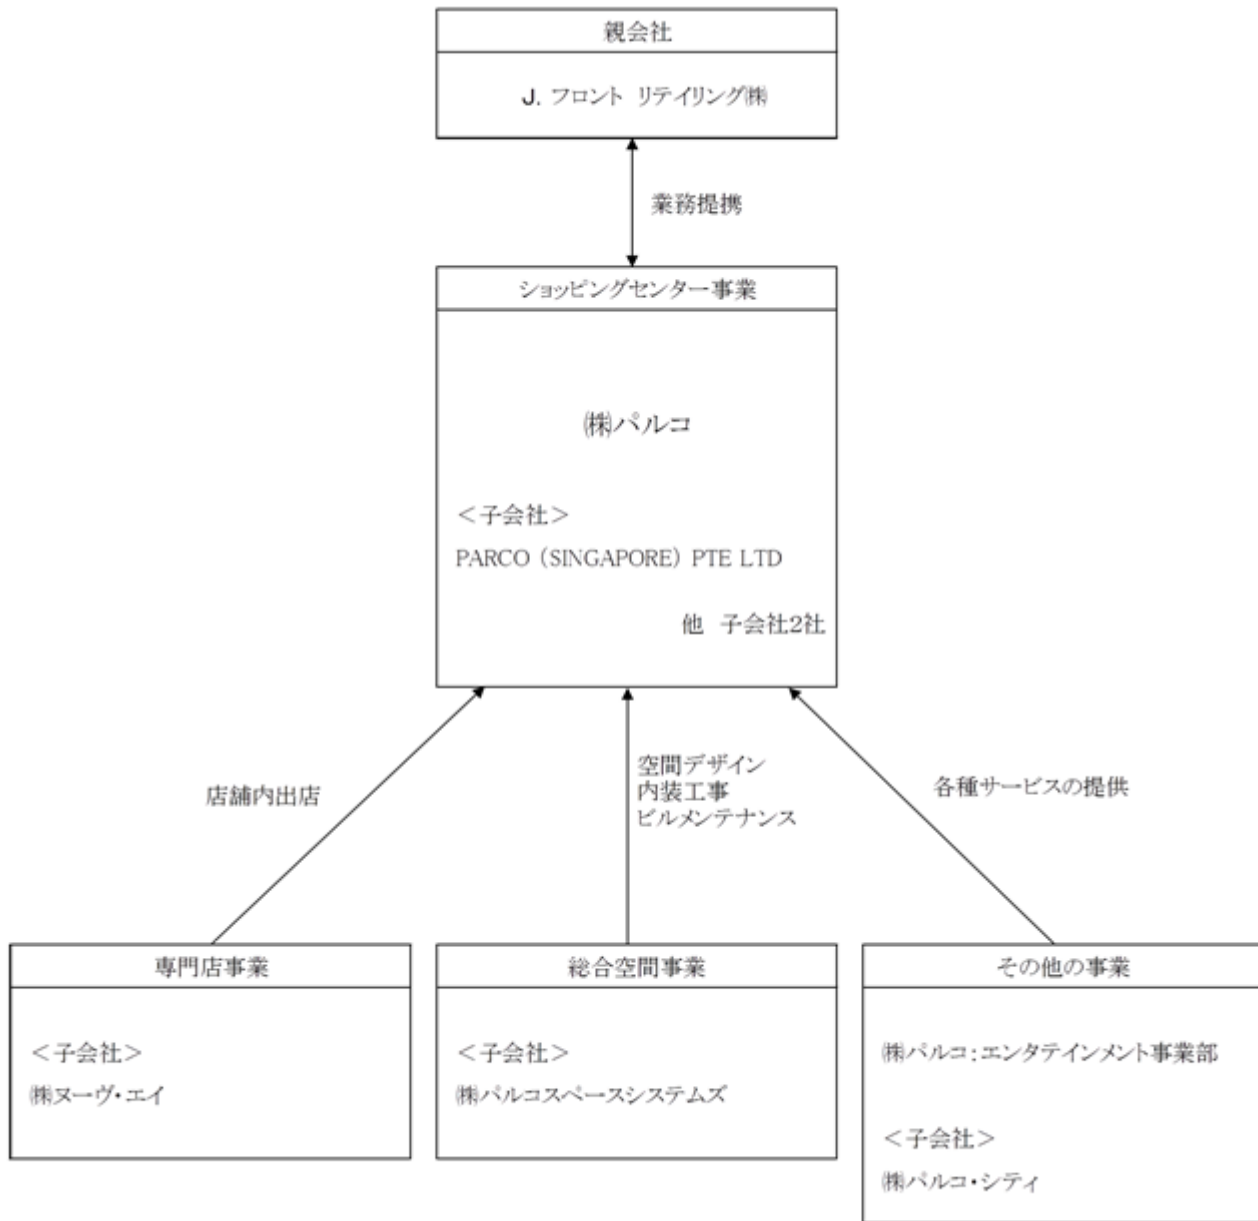 親会社
J. フロント リテイリング㈱
業務提携
ショッピングセンター事業
㈱パルコ
＜子会社＞
PARCO (SINGAPORE) PTE LTD
他 子会社2社
店舗内出店
空間デザイン
内装工事
ビルメンテナンス
各種サービスの提供
専門店事業
＜子会社＞
㈱ヌーヴ・エイ
総合空間事業
＜子会社＞
㈱パルコスペースシステムズ
その他の事業
㈱パルコ：エンタテインメント事業部
＜子会社＞
㈱パルコ・シティ